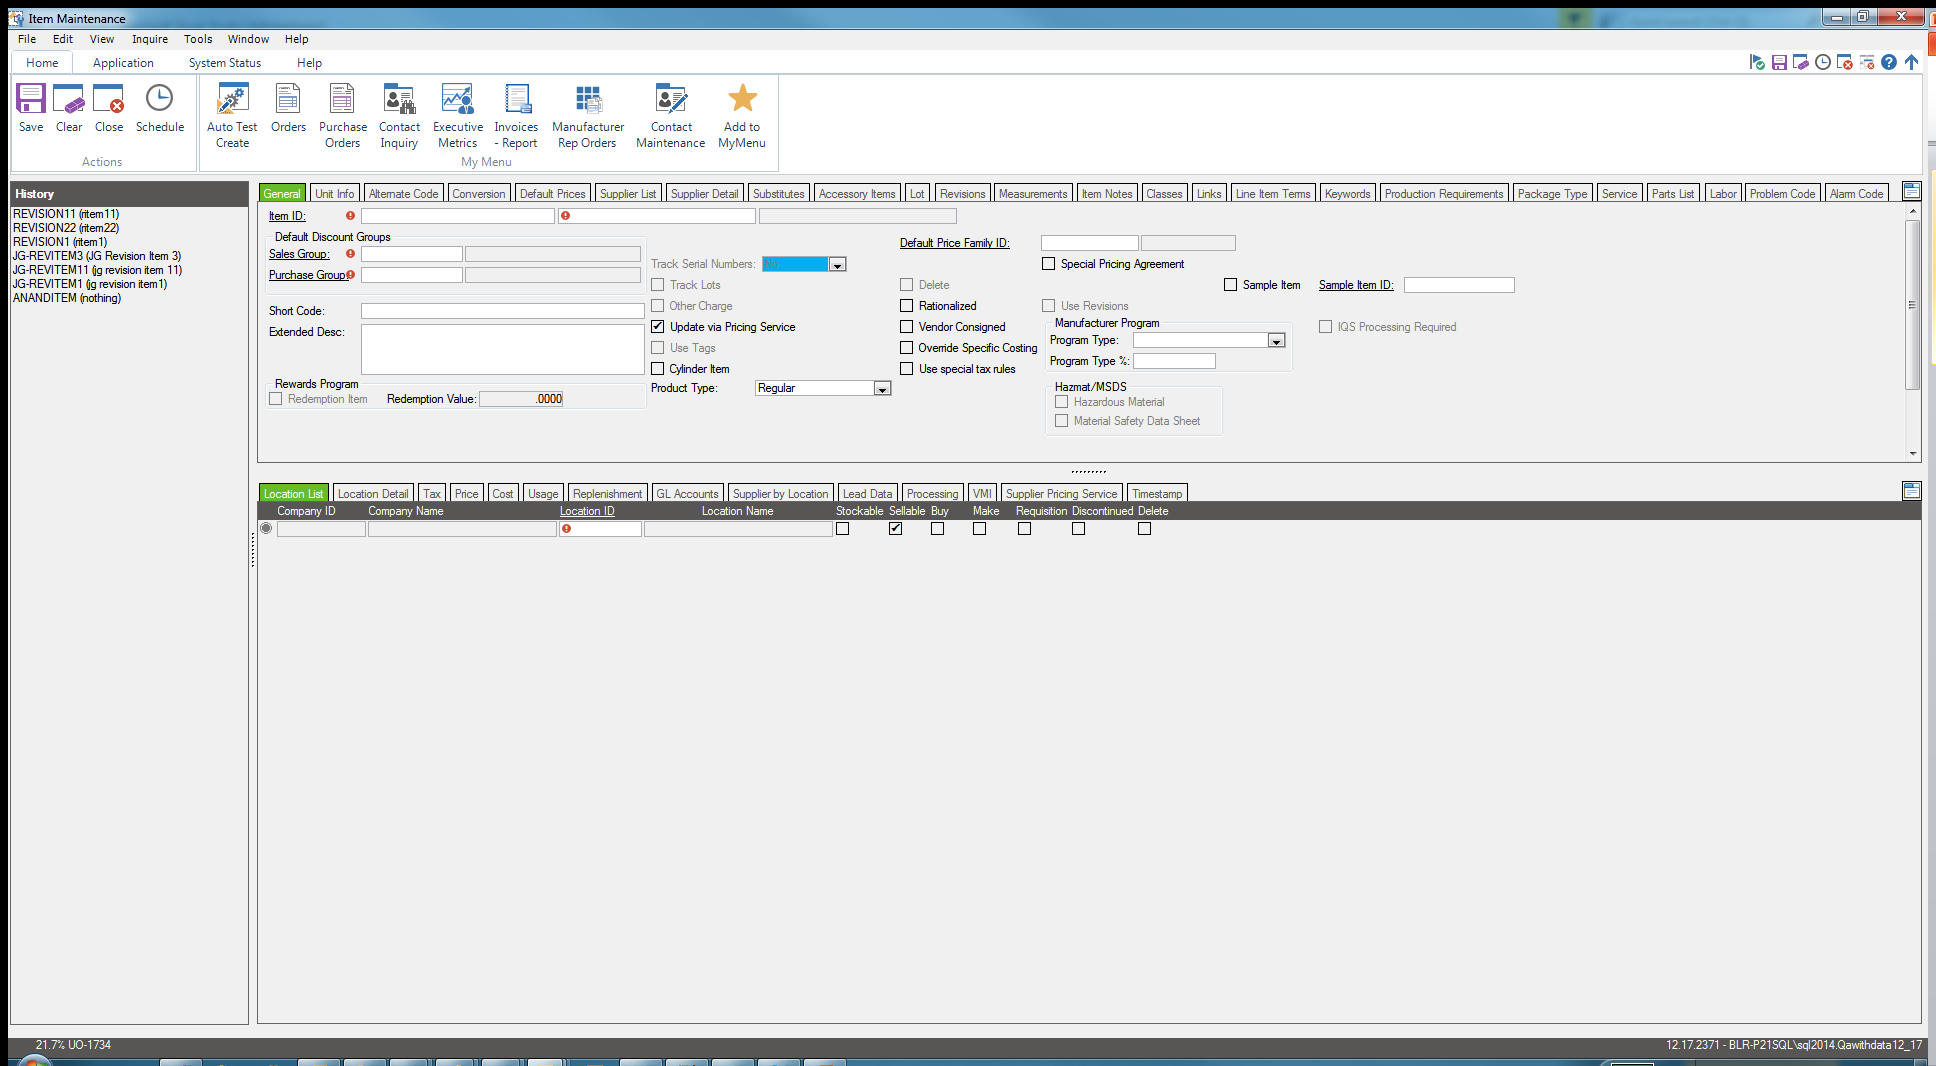 Item Maintenance
File Edit View Inquire Tools Window Help
Home Application System Status Help
Save Clear Close Schedule Auto Test Create Orders Purchase Orders Contact Inquiry Executive Metrics Invoices - Report Manufacturer Rep Orders Contact Maintenance Add to MyMenu
Actions My Menu
History
REVISION11 (ritem11)
REVISION22 (ritem22)
REVISION1 (ritem1)
JG-REVITEM3 (JG Revision Item 3)
JG-REVITEM11 (jg revision item 11)
JG-REVITEM1 (jg revision item1)
ANANDITEM (nothing)
General Unit Info Alternate Code Conversion Default Prices Supplier List Supplier Detail Substitutes Accessory Items Lot Revisions Measurements Item Notes Classes Links Line Item Terms Keywords Production Requirements Package Type Service Parts List Labor Problem Code Alarm Code
Item ID:
Default Discount Groups
Sales Group:
Purchase Group:
Short Code:
Extended Desc:
Rewards Program
Redemption Item Redemption Value: .0000
Track Serial Numbers: No
Track Lots
Other Charge
Update via Pricing Service
Use Tags
Cylinder Item
Product Type: Regular
Default Price Family ID:
Special Pricing Agreement
Delete
Sample Item Sample Item ID:
Rationalized
Use Revisions
Vendor Consigned
Override Specific Costing
Use special tax rules
Manufacturer Program
Program Type:
Program Type %:
IQS Processing Required
Hazmat/MSDS
Hazardous Material
Material Safety Data Sheet
Location List Location Detail Tax Price Cost Usage Replenishment GL Accounts Supplier by Location Lead Data Processing VMI Supplier Pricing Service Timestamp
Company ID Company Name Location ID Location Name Stockable Sellable Buy Make Requisition Discontinued Delete
21.7% UO-1734 12.17.2371 - BLR-P21SQL\sql2014.Qawithdata12_17